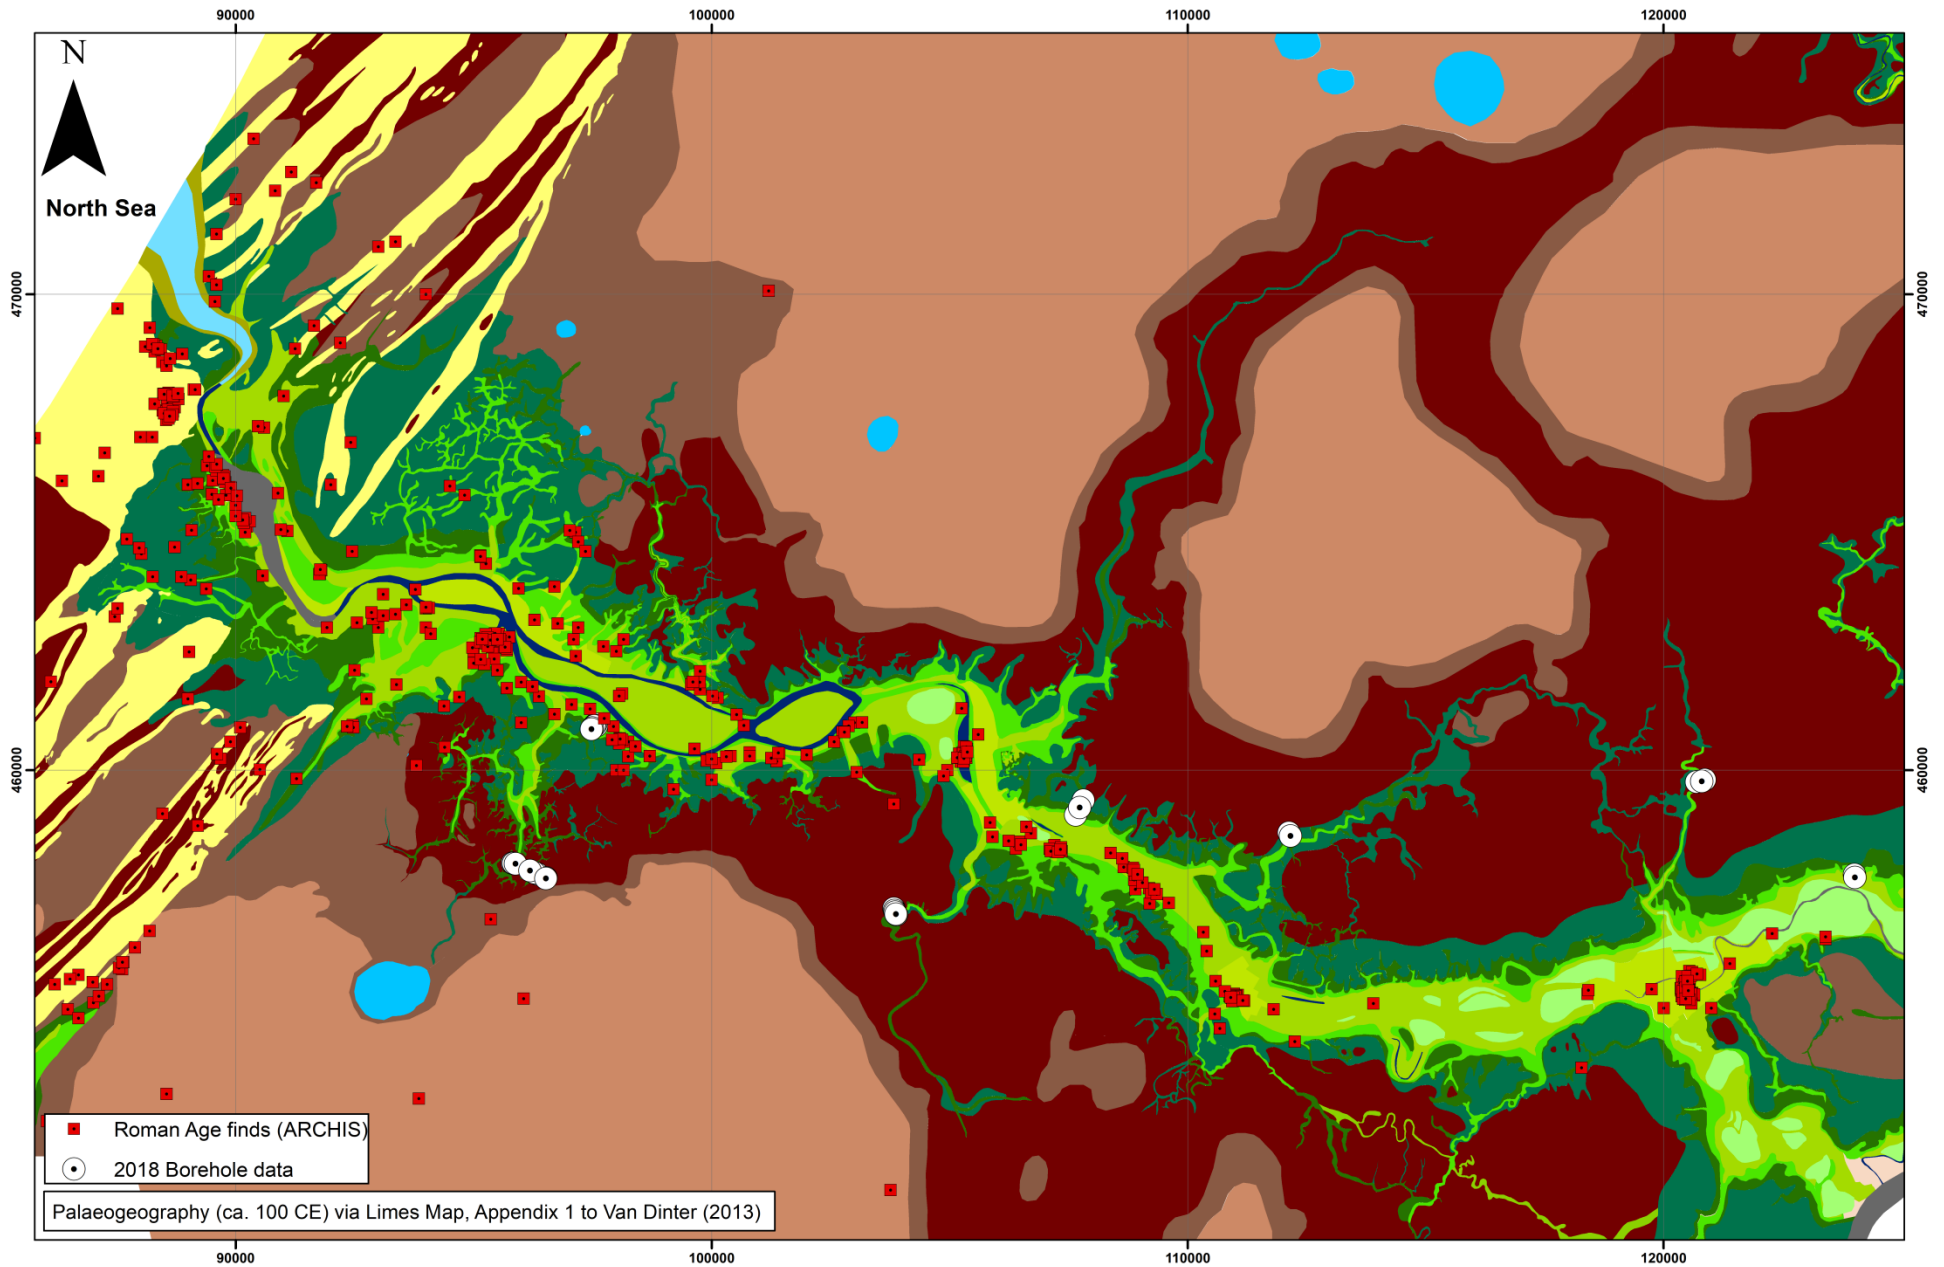 90000 100000 110000 120000
N
North Sea
470000 470000
460000 460000
Roman Age finds (ARCHIS)
2018 Borehole data
Palaeogeography (ca. 100 CE) via Limes Map, Appendix 1 to Van Dinter (2013)
90000 100000 110000 120000